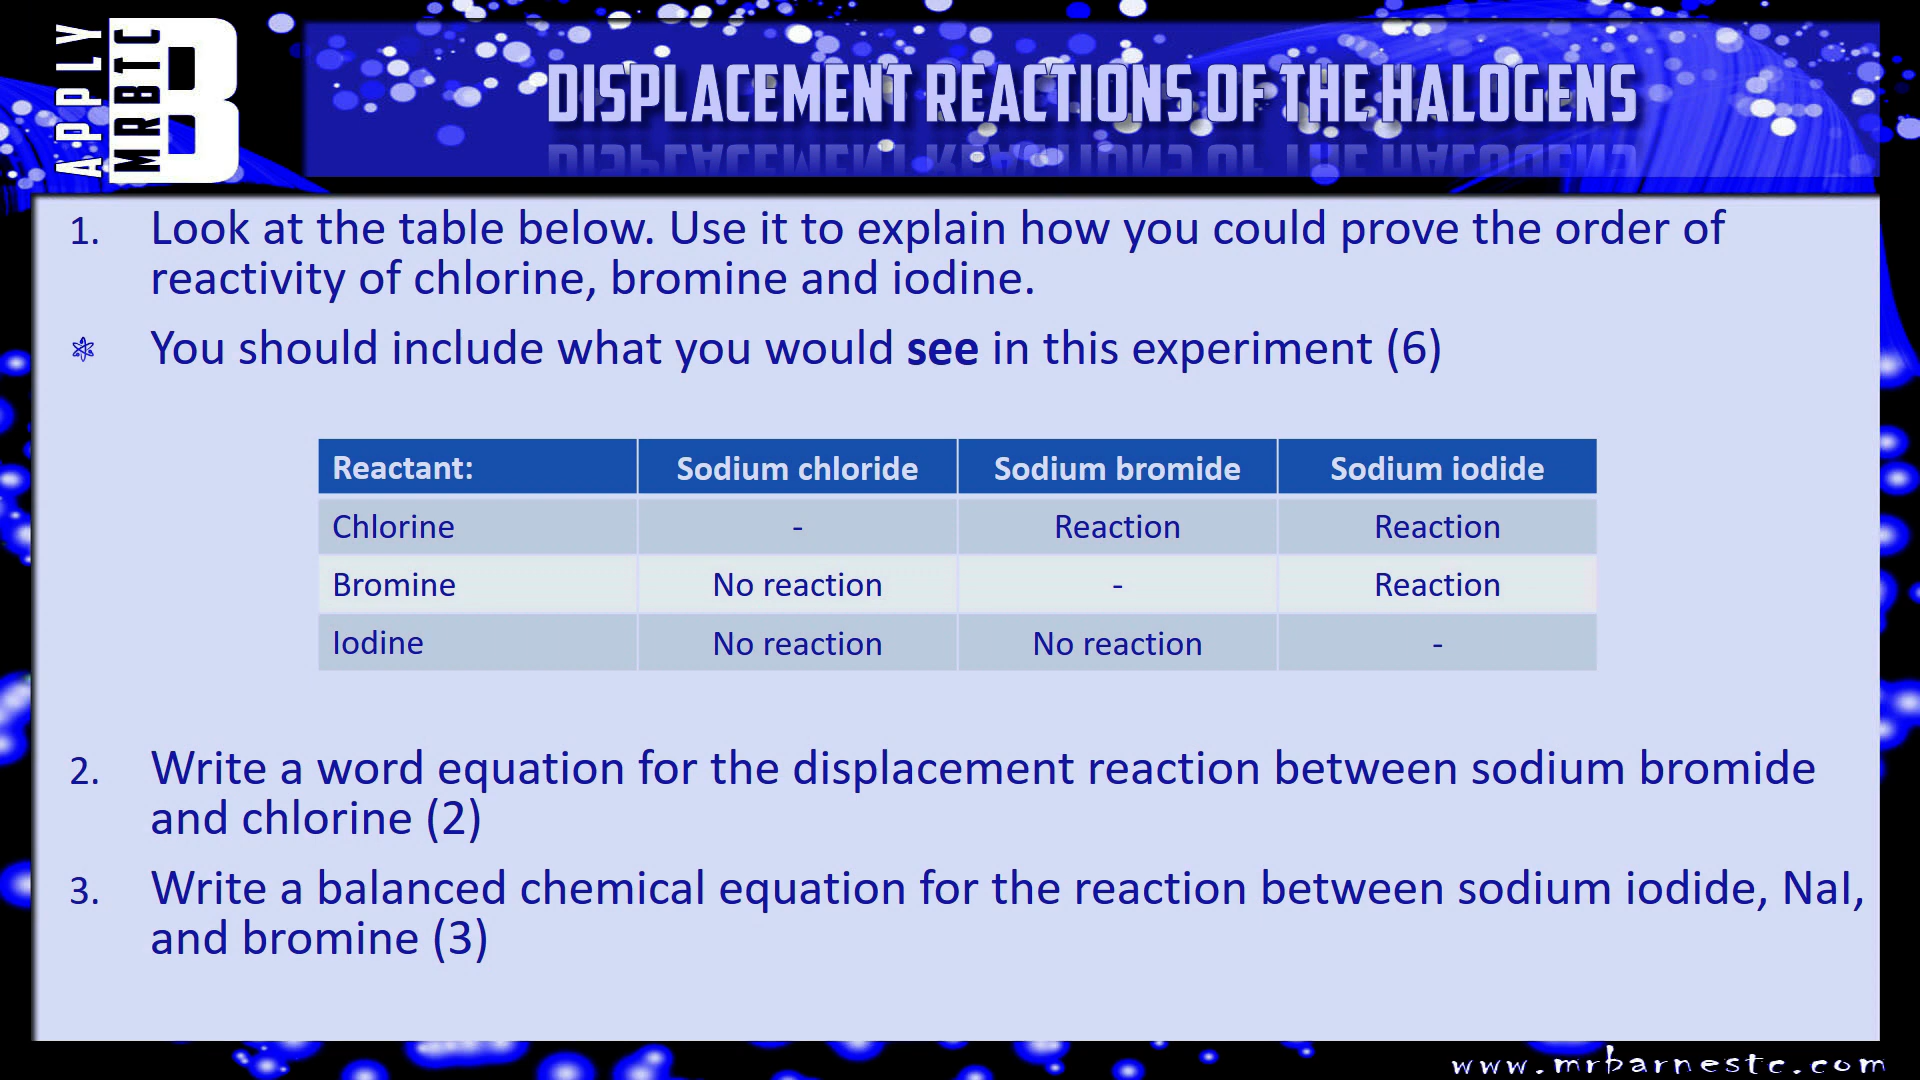 APPLY
MRBTC
B
DISPLACEMENT REACTIONS OF THE HALOGENS
1. Look at the table below. Use it to explain how you could prove the order of
reactivity of chlorine, bromine and iodine.
You should include what you would see in this experiment (6)
Reactant: Sodium chloride Sodium bromide Sodium iodide
Chlorine - Reaction Reaction
Bromine No reaction - Reaction
Iodine No reaction No reaction -
2. Write a word equation for the displacement reaction between sodium bromide
and chlorine (2)
3. Write a balanced chemical equation for the reaction between sodium iodide, NaI,
and bromine (3)
www.mrbarnestc.com